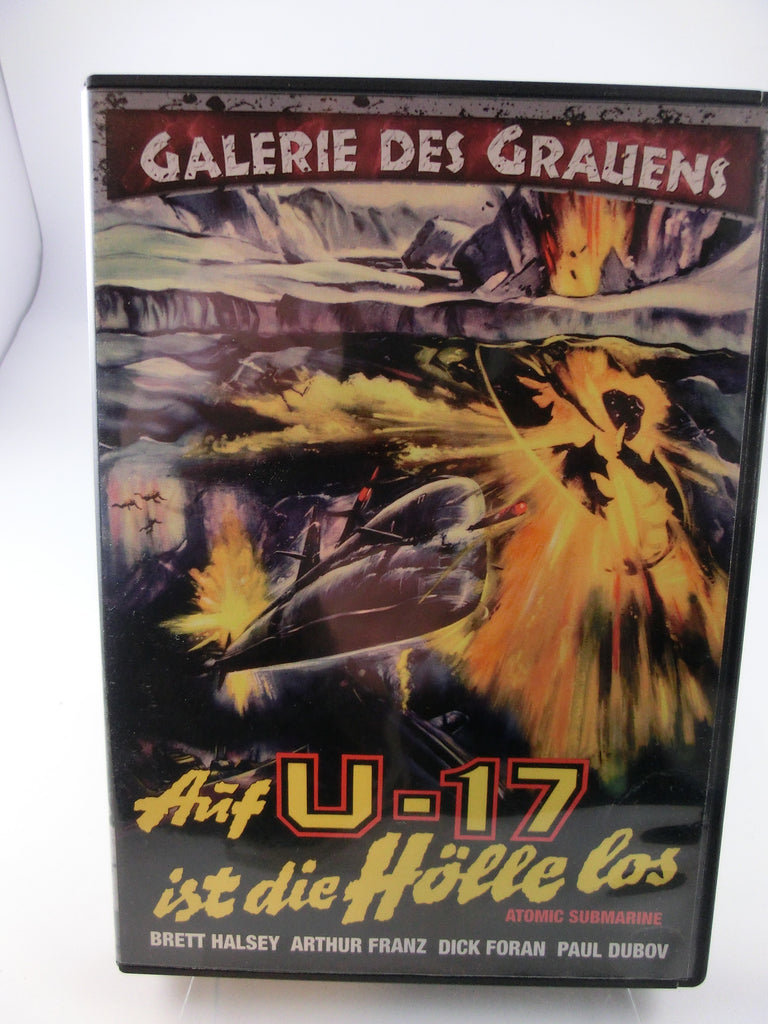 GALERIE DES GRAUENS
Auf U-17
ist die Hölle los
ATOMIC SUBMARINE
BRETT HALSEY ARTHUR FRANZ DICK FORAN PAUL DUBOV